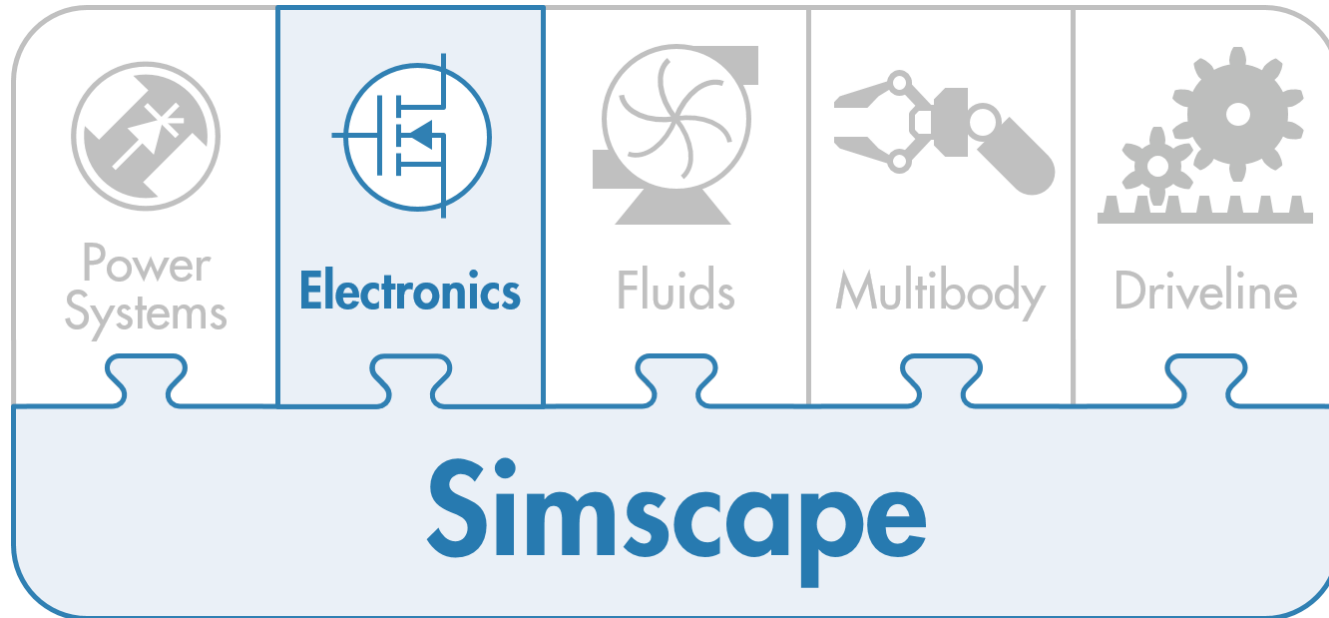 Power
Systems
Electronics
Fluids
Multibody
Driveline
Simscape